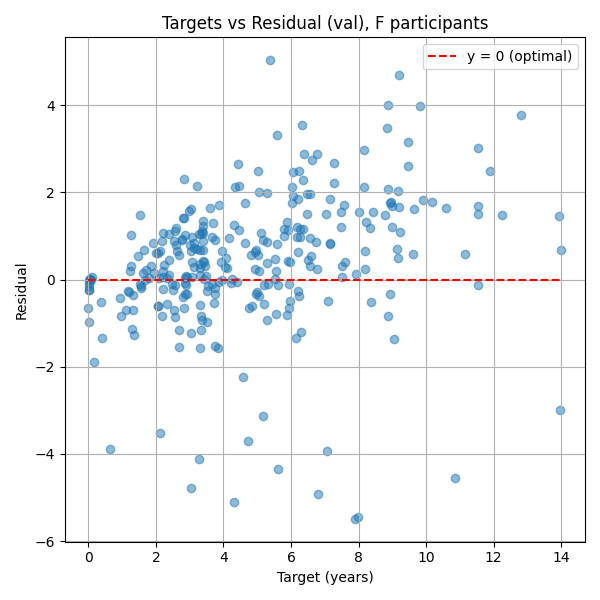 Targets vs Residual (val), F participants
y = 0 (optimal)
Residual
4
2
0
−2
−4
−6
0 2 4 6 8 10 12 14
Target (years)